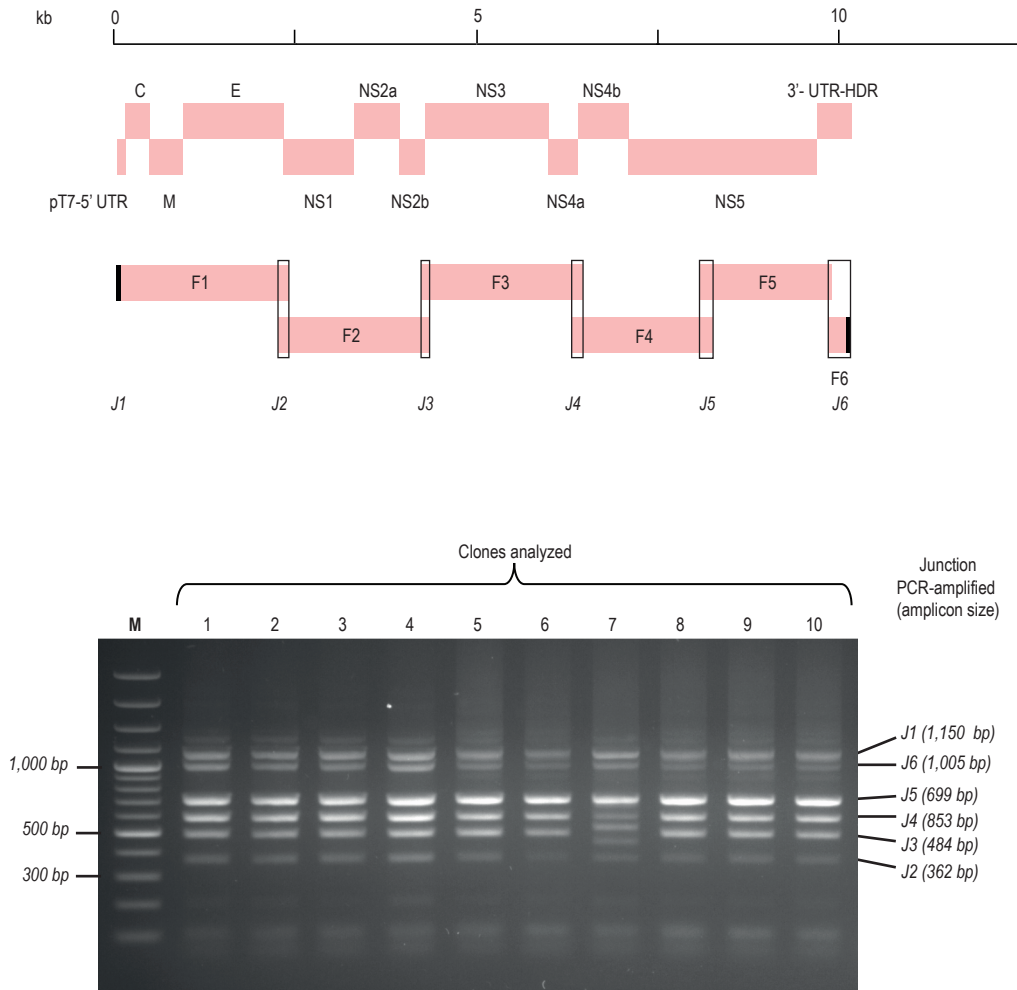 kb 0 5 10
C E NS2a NS3 NS4b 3'- UTR-HDR
pT7-5' UTR M NS1 NS2b NS4a NS5
F1 F3 F5
F2 F4
F6
J1 J2 J3 J4 J5 J6
Clones analyzed
Junction
PCR-amplified
(amplicon size)
M 1 2 3 4 5 6 7 8 9 10
J1 (1,150 bp)
1,000 bp J6 (1,005 bp)
J5 (699 bp)
J4 (853 bp)
500 bp J3 (484 bp)
300 bp J2 (362 bp)